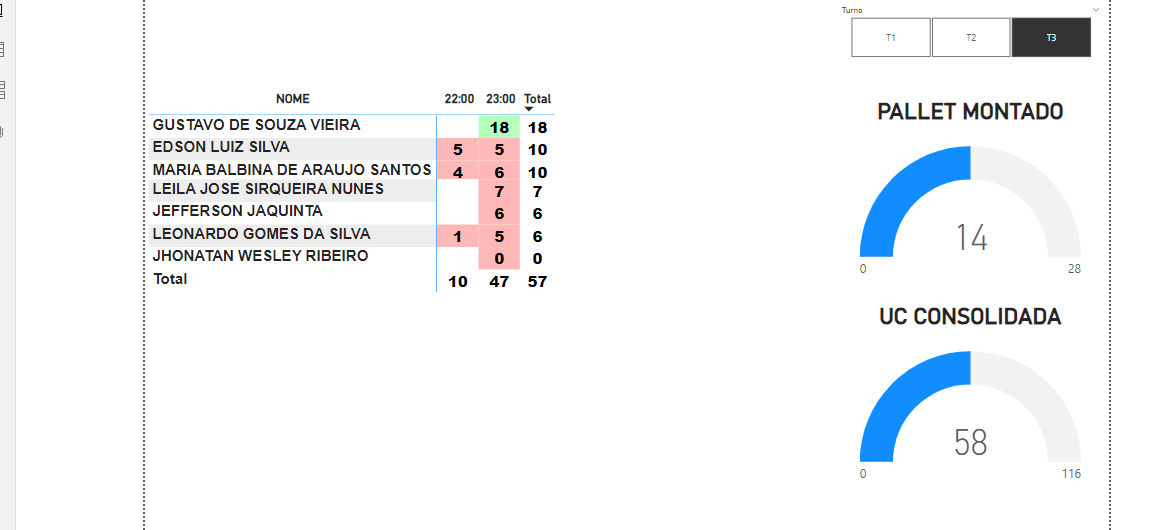 Turno
T1 T2 T3
NOME 22:00 23:00 Total
GUSTAVO DE SOUZA VIEIRA 18 18
EDSON LUIZ SILVA 5 5 10
MARIA BALBINA DE ARAUJO SANTOS 4 6 10
LEILA JOSE SIRQUEIRA NUNES 7 7
JEFFERSON JAQUINTA 6 6
LEONARDO GOMES DA SILVA 1 5 6
JHONATAN WESLEY RIBEIRO 0 0
Total 10 47 57
PALLET MONTADO
14
0 28
UC CONSOLIDADA
58
0 116